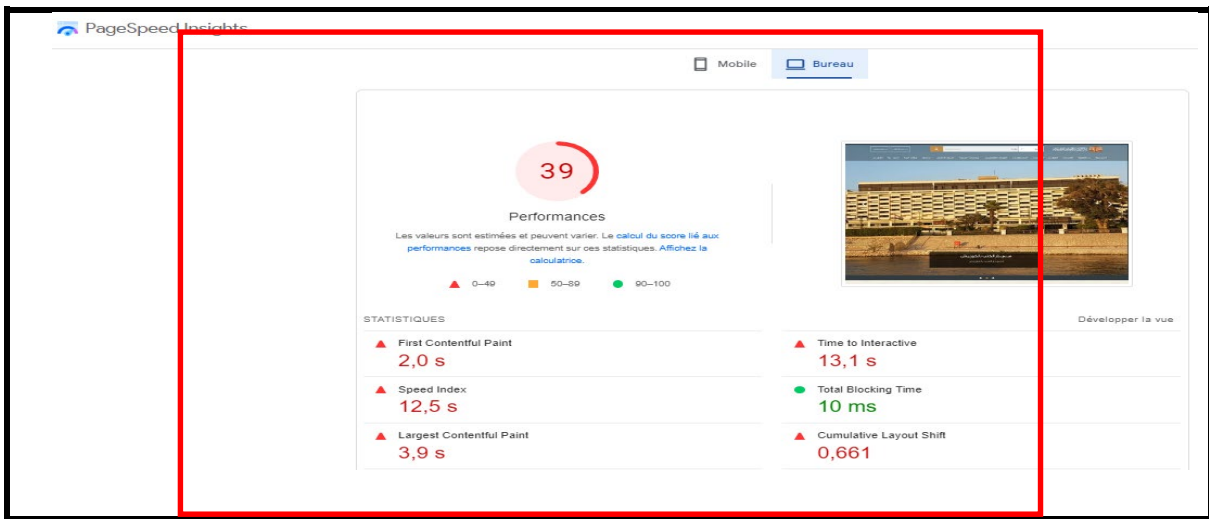 PageSpeed Insights
Mobile
Bureau
39
Performances
Les valeurs sont estimées et peuvent varier. Le calcul du score lié aux
performances repose directement sur ces statistiques. Affichez la
calculatrice.
0–49
50–89
90–100
STATISTIQUES
Développer la vue
First Contentful Paint
2,0 s
Time to Interactive
13,1 s
Speed Index
12,5 s
Total Blocking Time
10 ms
Largest Contentful Paint
3,9 s
Cumulative Layout Shift
0,661